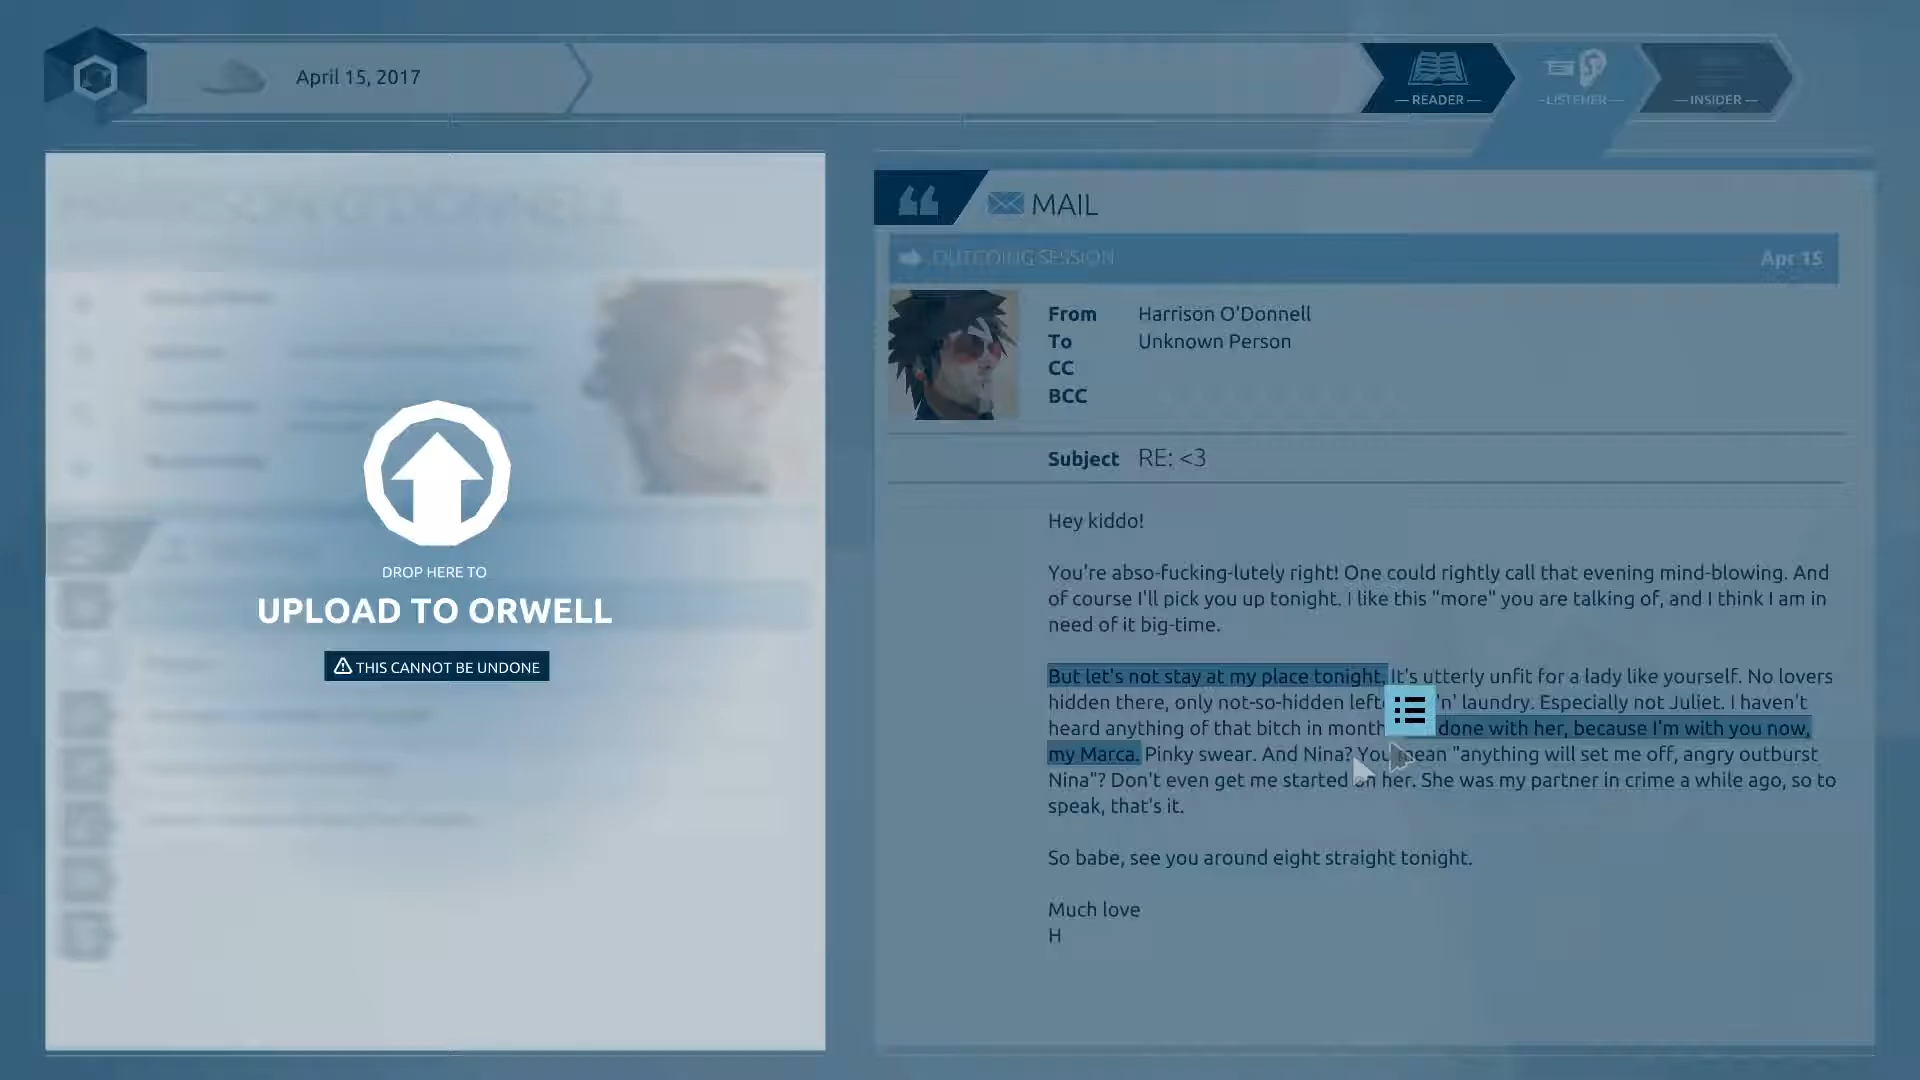 April 15, 2017
— READER —
—LISTENER—
— INSIDER —
MAIL
OUTGOING SESSION Apr 15
From Harrison O'Donnell
To Unknown Person
CC
BCC
Subject RE: <3
Hey kiddo!
You're abso-fucking-lutely right! One could rightly call that evening mind-blowing. And
of course I'll pick you up tonight. I like this "more" you are talking of, and I think I am in
need of it big-time.
But let's not stay at my place tonight. It's utterly unfit for a lady like yourself. No lovers
hidden there, only not-so-hidden left 'n' laundry. Especially not Juliet. I haven't
heard anything of that bitch in month done with her, because I'm with you now,
my Marca. Pinky swear. And Nina? You mean "anything will set me off, angry outburst
Nina"? Don't even get me started on her. She was my partner in crime a while ago, so to
speak, that's it.
So babe, see you around eight straight tonight.
Much love
H
DROP HERE TO
UPLOAD TO ORWELL
THIS CANNOT BE UNDONE